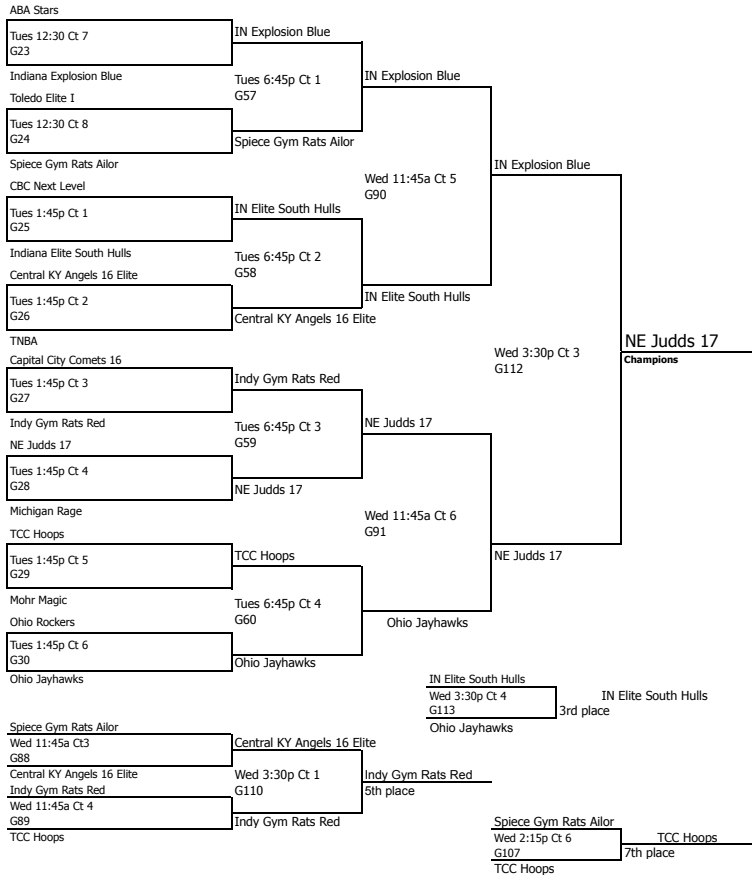 ABA Stars
Tues 12:30 Ct 7
G23
Indiana Explosion Blue
Toledo Elite I
Tues 12:30 Ct 8
G24
Spiece Gym Rats Ailor
CBC Next Level
Tues 1:45p Ct 1
G25
Indiana Elite South Hulls
Central KY Angels 16 Elite
Tues 1:45p Ct 2
G26
TNBA
Capital City Comets 16
Tues 1:45p Ct 3
G27
Indy Gym Rats Red
NE Judds 17
Tues 1:45p Ct 4
G28
Michigan Rage
TCC Hoops
Tues 1:45p Ct 5
G29
Mohr Magic
Ohio Rockers
Tues 1:45p Ct 6
G30
Ohio Jayhawks
IN Explosion Blue
Tues 6:45p Ct 1
G57
Spiece Gym Rats Ailor
IN Elite South Hulls
Tues 6:45p Ct 2
G58
Central KY Angels 16 Elite
Indy Gym Rats Red
Tues 6:45p Ct 3
G59
NE Judds 17
TCC Hoops
Tues 6:45p Ct 4
G60
Ohio Jayhawks
IN Explosion Blue
Wed 11:45a Ct 5
G90
IN Elite South Hulls
NE Judds 17
Wed 11:45a Ct 6
G91
Ohio Jayhawks
IN Explosion Blue
Wed 3:30p Ct 3
G112
NE Judds 17
NE Judds 17
Champions
IN Elite South Hulls
Wed 3:30p Ct 4
G113
Ohio Jayhawks
IN Elite South Hulls
3rd place
Spiece Gym Rats Ailor
Wed 11:45a Ct3
G88
Central KY Angels 16 Elite
Indy Gym Rats Red
Wed 11:45a Ct 4
G89
TCC Hoops
Central KY Angels 16 Elite
Wed 3:30p Ct 1
G110
Indy Gym Rats Red
Indy Gym Rats Red
5th place
Spiece Gym Rats Ailor
Wed 2:15p Ct 6
G107
TCC Hoops
TCC Hoops
7th place